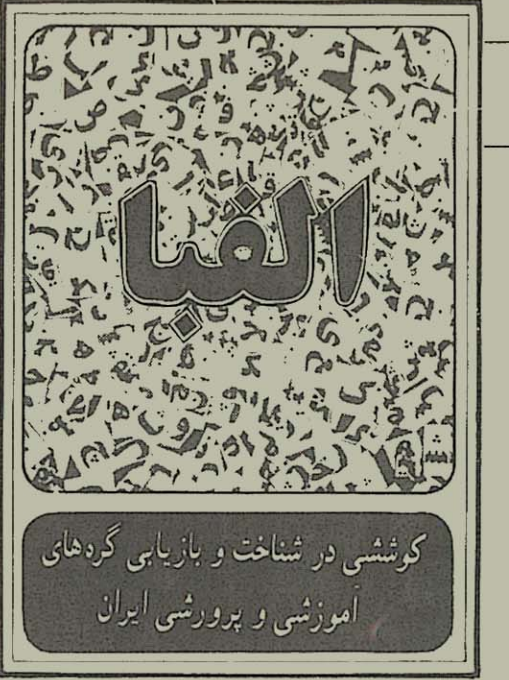 الفبا
کوششی در شناخت و بازیابی گره‌های
آموزشی و پرورشی ایران